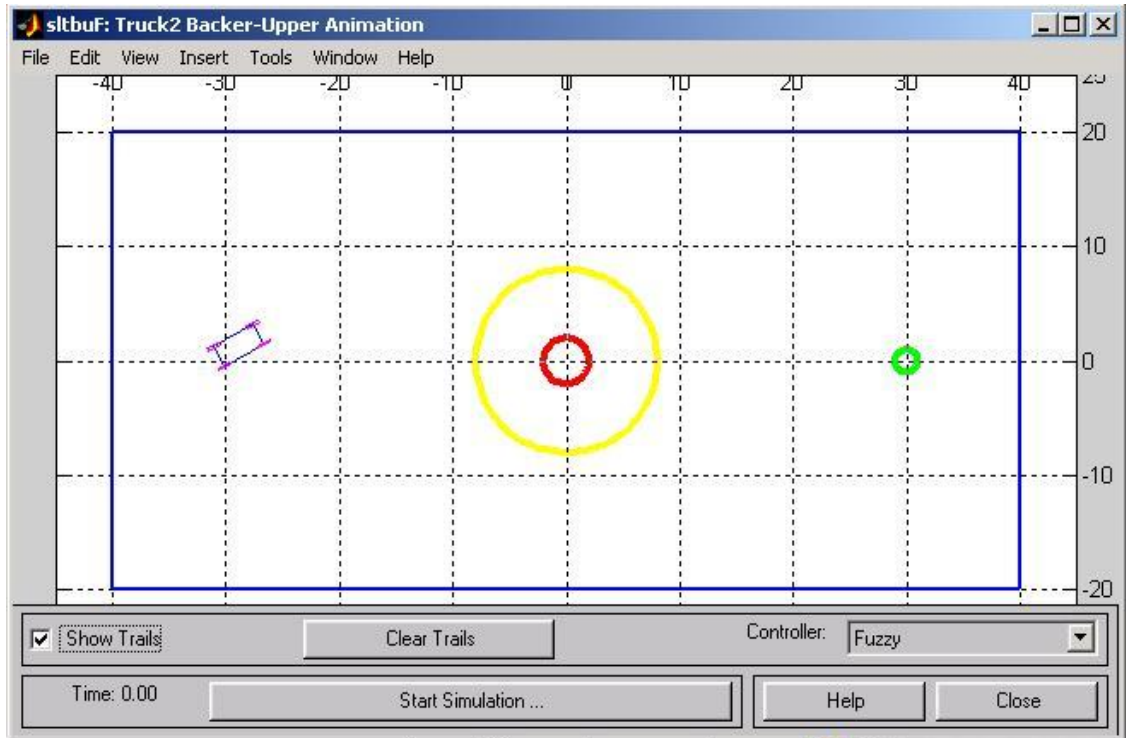 sltbuF: Truck2 Backer-Upper Animation
File Edit View Insert Tools Window Help
-40 -30 -20 -10 0 10 20 30 40
25
20
10
0
-10
-20
Show Trails Clear Trails Controller: Fuzzy
Time: 0.00 Start Simulation ... Help Close